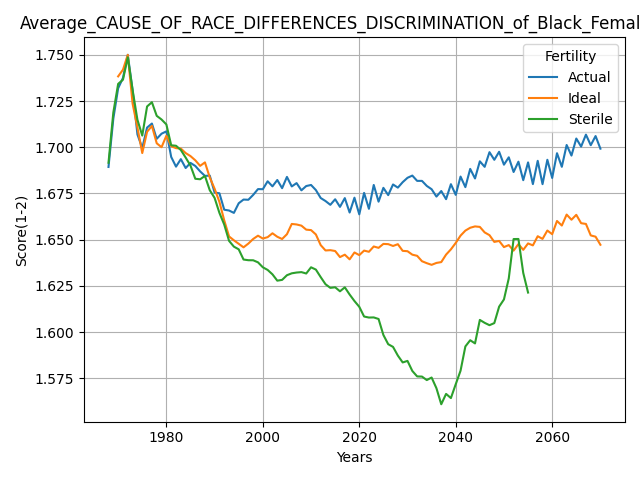 Average_CAUSE_OF_RACE_DIFFERENCES_DISCRIMINATION_of_Black_Femal
Fertility
Actual
Ideal
Sterile
1.750
1.725
1.700
1.675
1.650
1.625
1.600
1.575
Score(1-2)
1980
2000
2020
2040
2060
Years